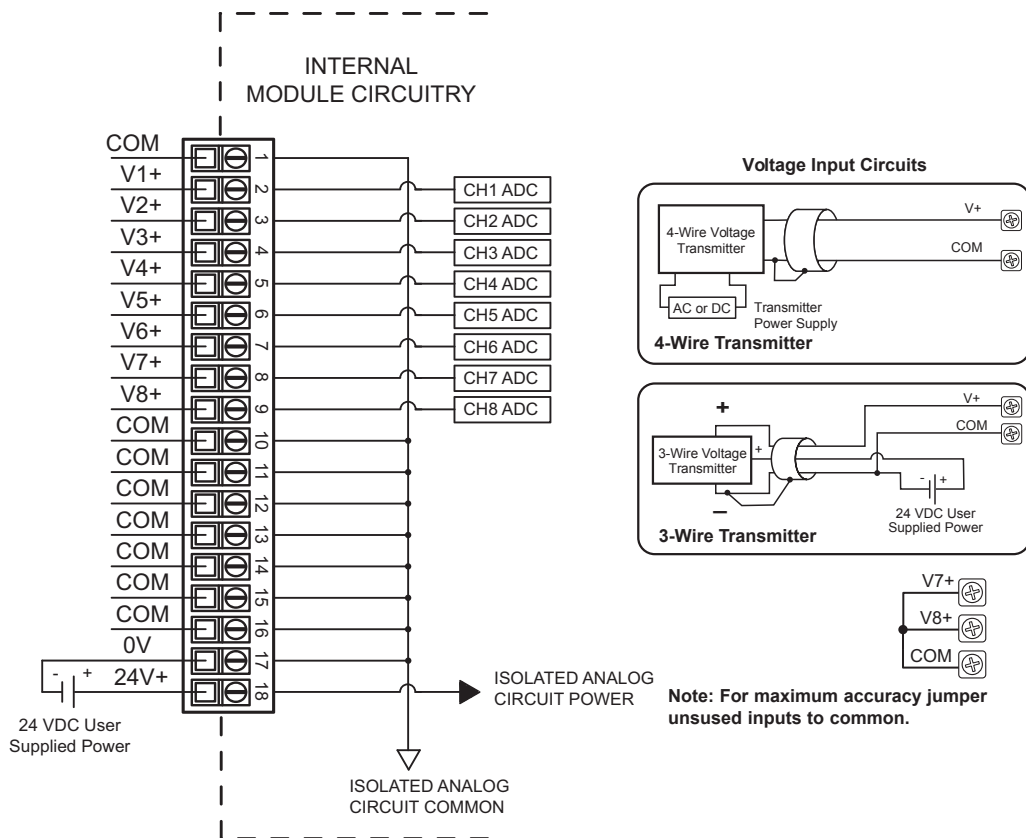 INTERNAL
MODULE CIRCUITRY
COM
V1+
V2+
V3+
V4+
V5+
V6+
V7+
V8+
COM
COM
COM
COM
COM
COM
COM
0V
24V+
- +
24 VDC User
Supplied Power
1
2
3
4
5
6
7
8
9
10
11
12
13
14
15
16
17
18
CH1 ADC
CH2 ADC
CH3 ADC
CH4 ADC
CH5 ADC
CH6 ADC
CH7 ADC
CH8 ADC
ISOLATED ANALOG
CIRCUIT POWER
ISOLATED ANALOG
CIRCUIT COMMON
Voltage Input Circuits
4-Wire Voltage
Transmitter
V+
COM
AC or DC
Transmitter
Power Supply
4-Wire Transmitter
+
3-Wire Voltage
Transmitter
+
–
V+
COM
- +
24 VDC User
Supplied Power
3-Wire Transmitter
V7+
V8+
COM
Note: For maximum accuracy jumper
unsused inputs to common.